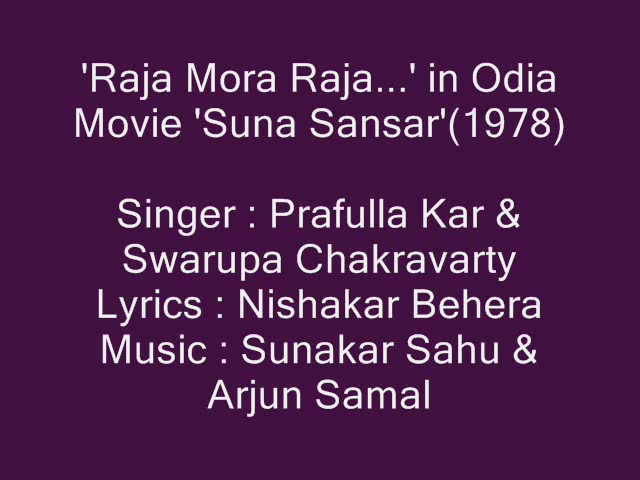 'Raja Mora Raja...' in Odia
Movie 'Suna Sansar'(1978)
Singer : Prafulla Kar &
Swarupa Chakravarty
Lyrics : Nishakar Behera
Music : Sunakar Sahu &
Arjun Samal